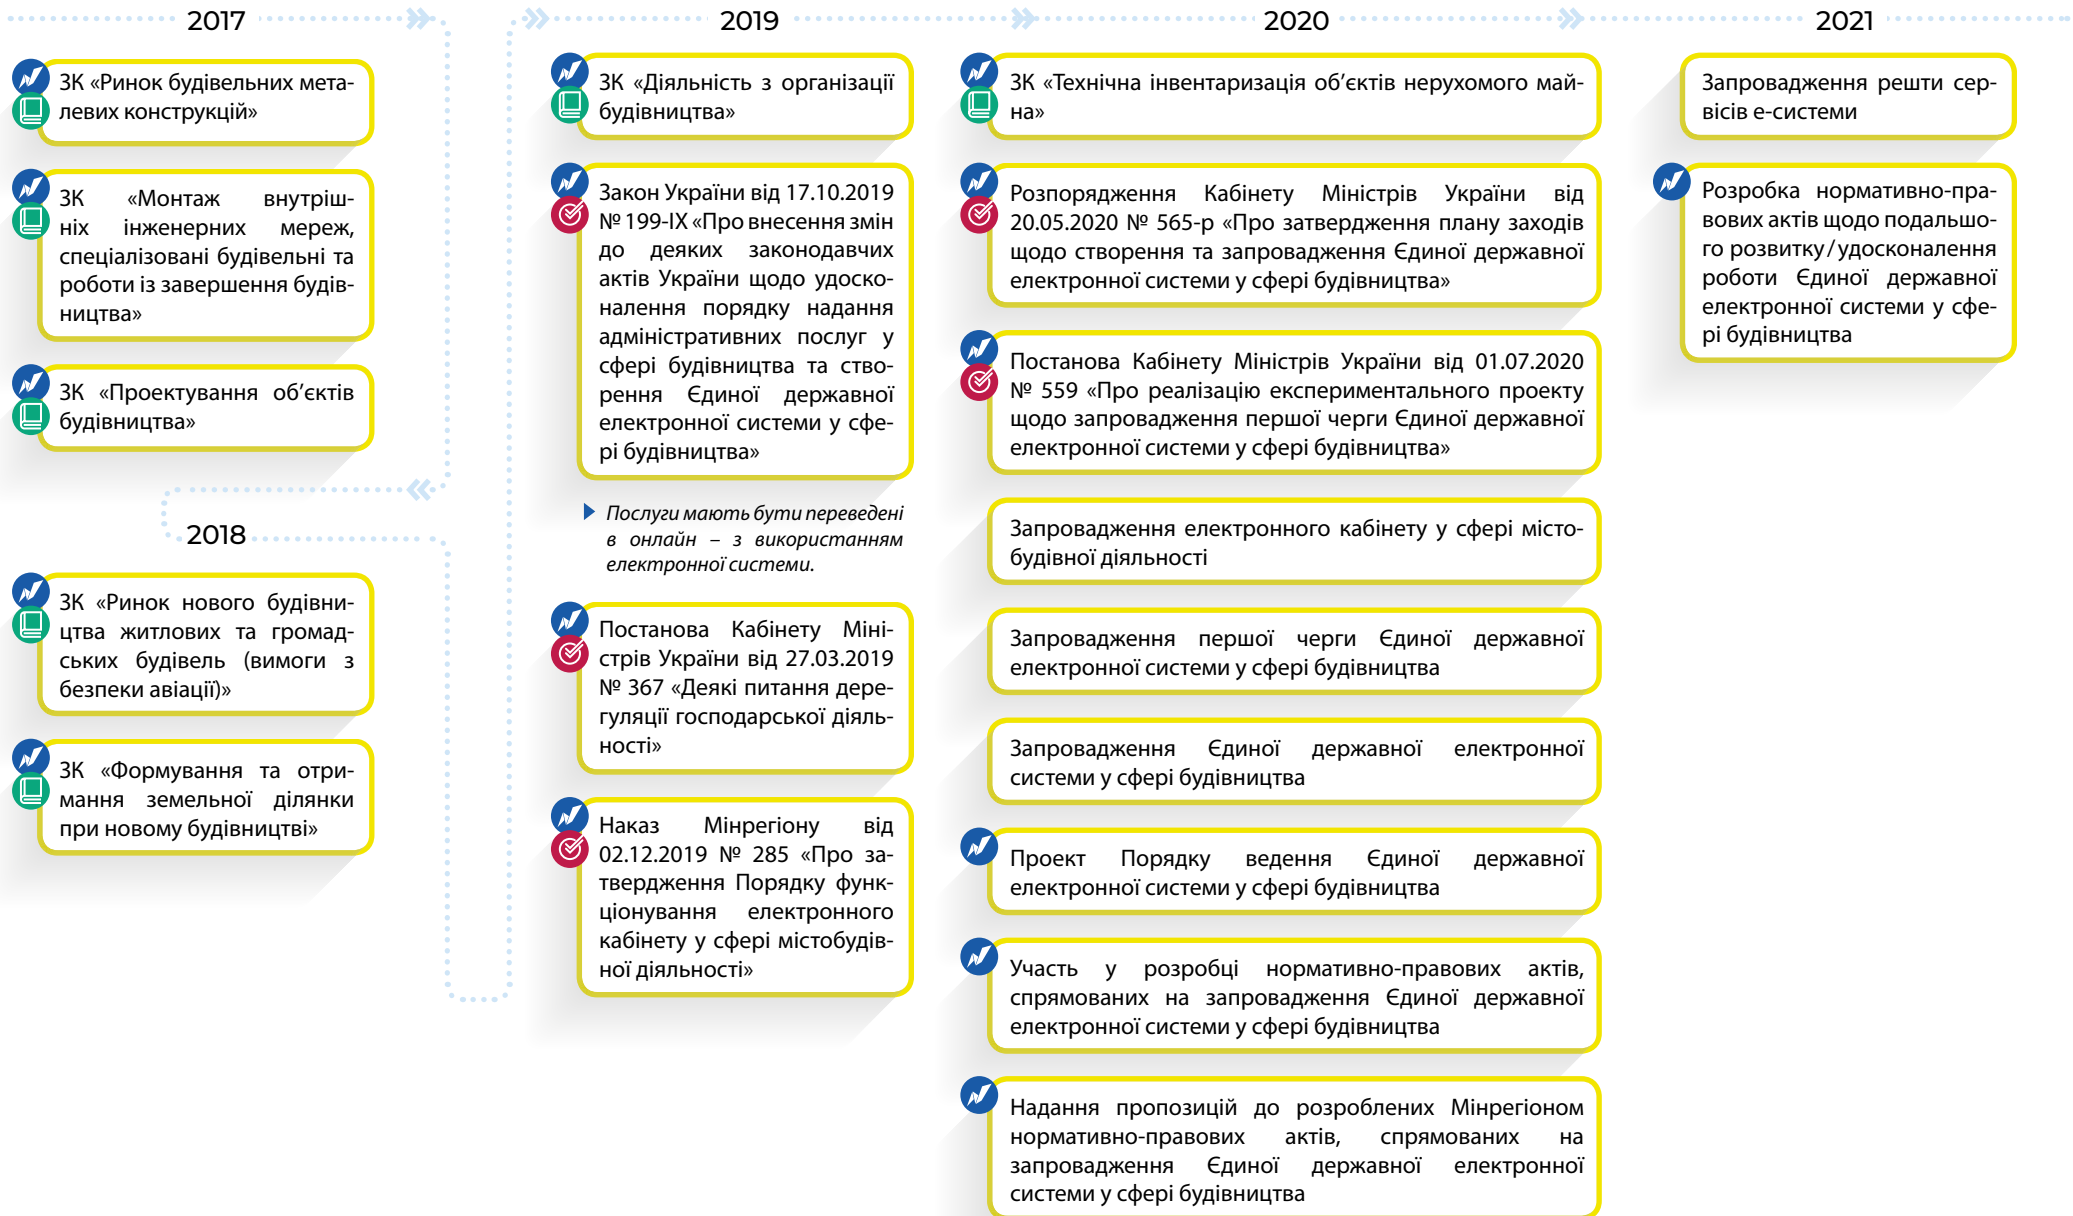 2017
ЗК «Ринок будівельних мета-
левих конструкцій»
ЗК «Монтаж внутріш-
ніх інженерних мереж,
спеціалізовані будівельні та
роботи із завершення будів-
ництва»
ЗК «Проектування об’єктів
будівництва»
2018
ЗК «Ринок нового будівни-
цтва житлових та громад-
ських будівель (вимоги з
безпеки авіації)»
ЗК «Формування та отри-
мання земельної ділянки
при новому будівництві»
2019
ЗК «Діяльність з організації
будівництва»
Закон України від 17.10.2019
№ 199-IX «Про внесення змін
до деяких законодавчих
актів України щодо удоско-
налення порядку надання
адміністративних послуг у
сфері будівництва та ство-
рення Єдиної державної
електронної системи у сфе-
рі будівництва»
Послуги мають бути переведені
в онлайн – з використанням
електронної системи.
Постанова Кабінету Міні-
стрів України від 27.03.2019
№ 367 «Деякі питання дере-
гуляції господарської діяль-
ності»
Наказ Мінрегіону від
02.12.2019 № 285 «Про за-
твердження Порядку функ-
ціонування електронного
кабінету у сфері містобудів-
ної діяльності»
2020
ЗК «Технічна інвентаризація об’єктів нерухомого май-
на»
Розпорядження Кабінету Міністрів України від
20.05.2020 № 565-р «Про затвердження плану заходів
щодо створення та запровадження Єдиної державної
електронної системи у сфері будівництва»
Постанова Кабінету Міністрів України від 01.07.2020
№ 559 «Про реалізацію експериментального проекту
щодо запровадження першої черги Єдиної державної
електронної системи у сфері будівництва»
Запровадження електронного кабінету у сфері місто-
будівної діяльності
Запровадження першої черги Єдиної державної
електронної системи у сфері будівництва
Запровадження Єдиної державної електронної
системи у сфері будівництва
Проект Порядку ведення Єдиної державної
електронної системи у сфері будівництва
Участь у розробці нормативно-правових актів,
спрямованих на запровадження Єдиної державної
електронної системи у сфері будівництва
Надання пропозицій до розроблених Мінрегіоном
нормативно-правових актів, спрямованих на
запровадження Єдиної державної електронної
системи у сфері будівництва
2021
Запровадження решти сер-
вісів е-системи
Розробка нормативно-пра-
вових актів щодо подальшо-
го розвитку/удосконалення
роботи Єдиної державної
електронної системи у сфе-
рі будівництва